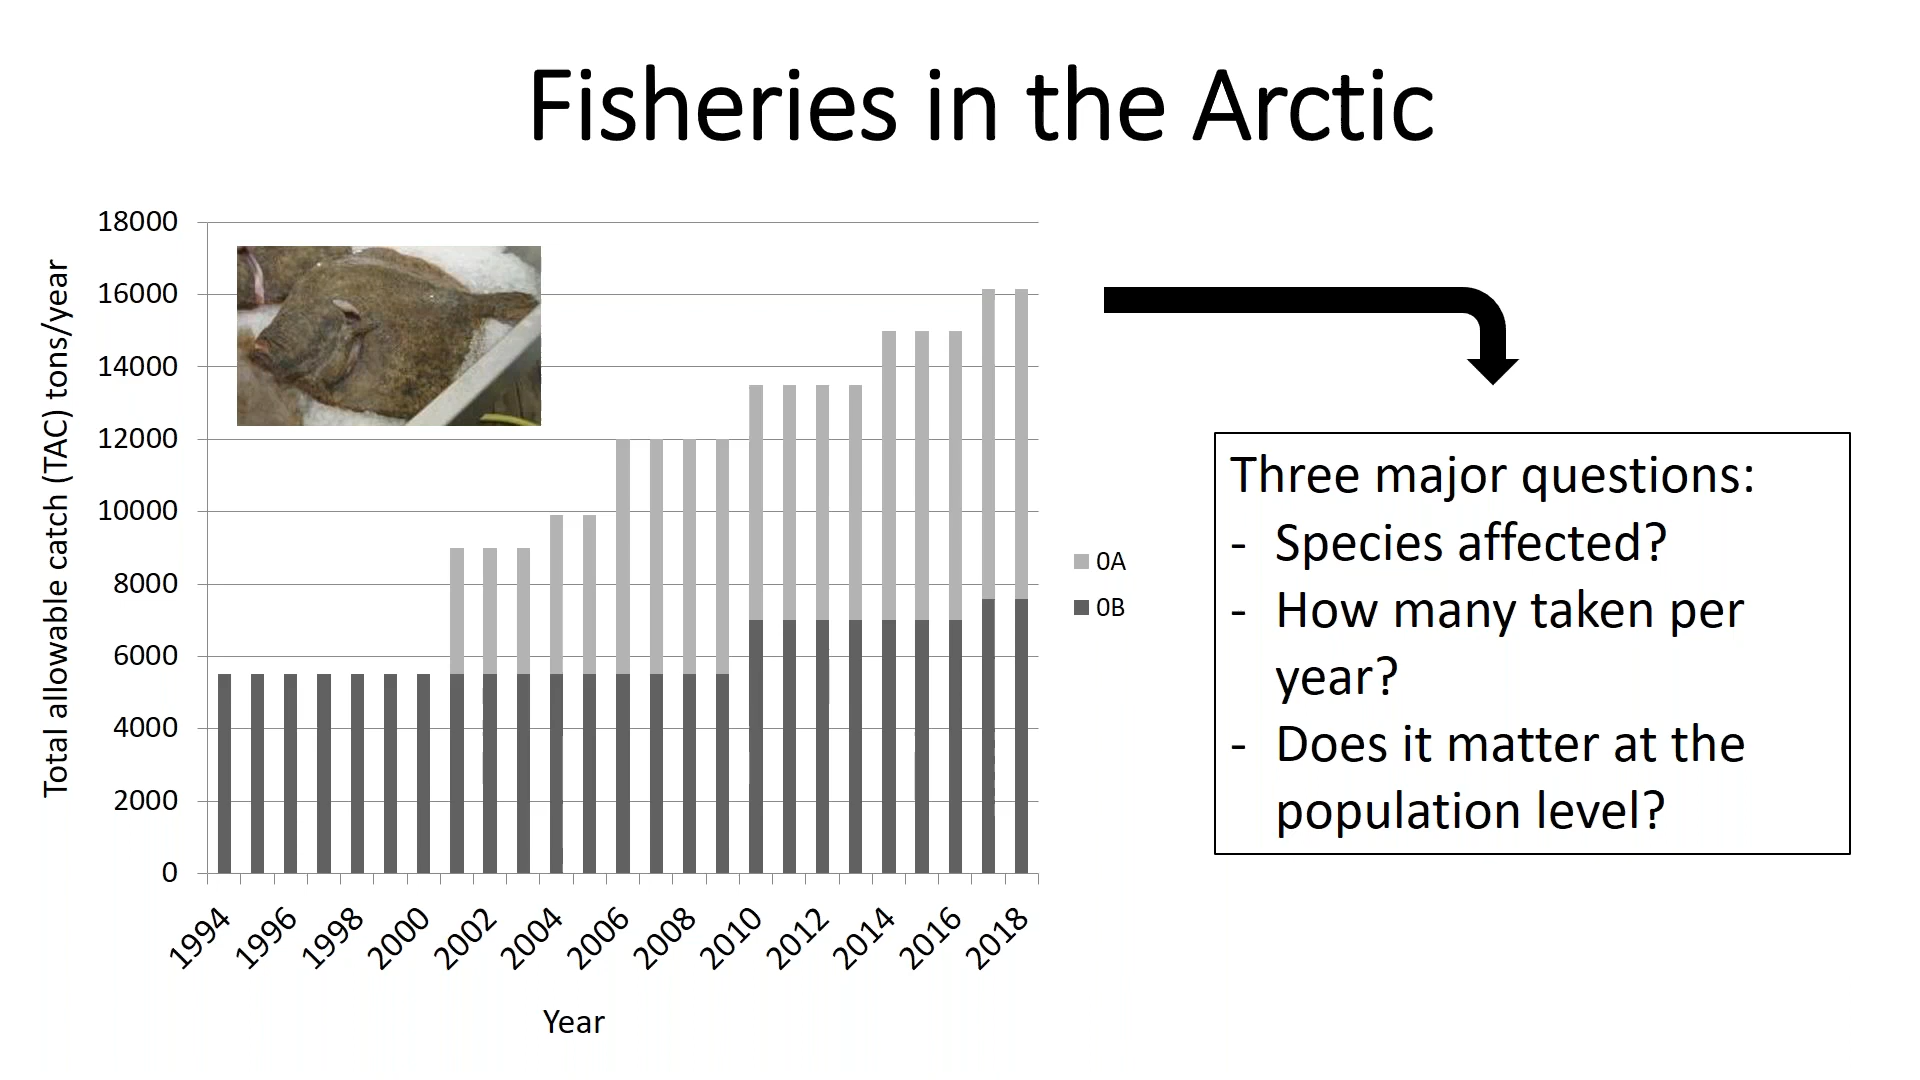 Fisheries in the Arctic
Total allowable catch (TAC) tons/year
18000
16000
14000
12000
10000
8000
6000
4000
2000
0
1994
1996
1998
2000
2002
2004
2006
2008
2010
2012
2014
2016
2018
Year
0A
0B
Three major questions:
- Species affected?
- How many taken per
year?
- Does it matter at the
population level?